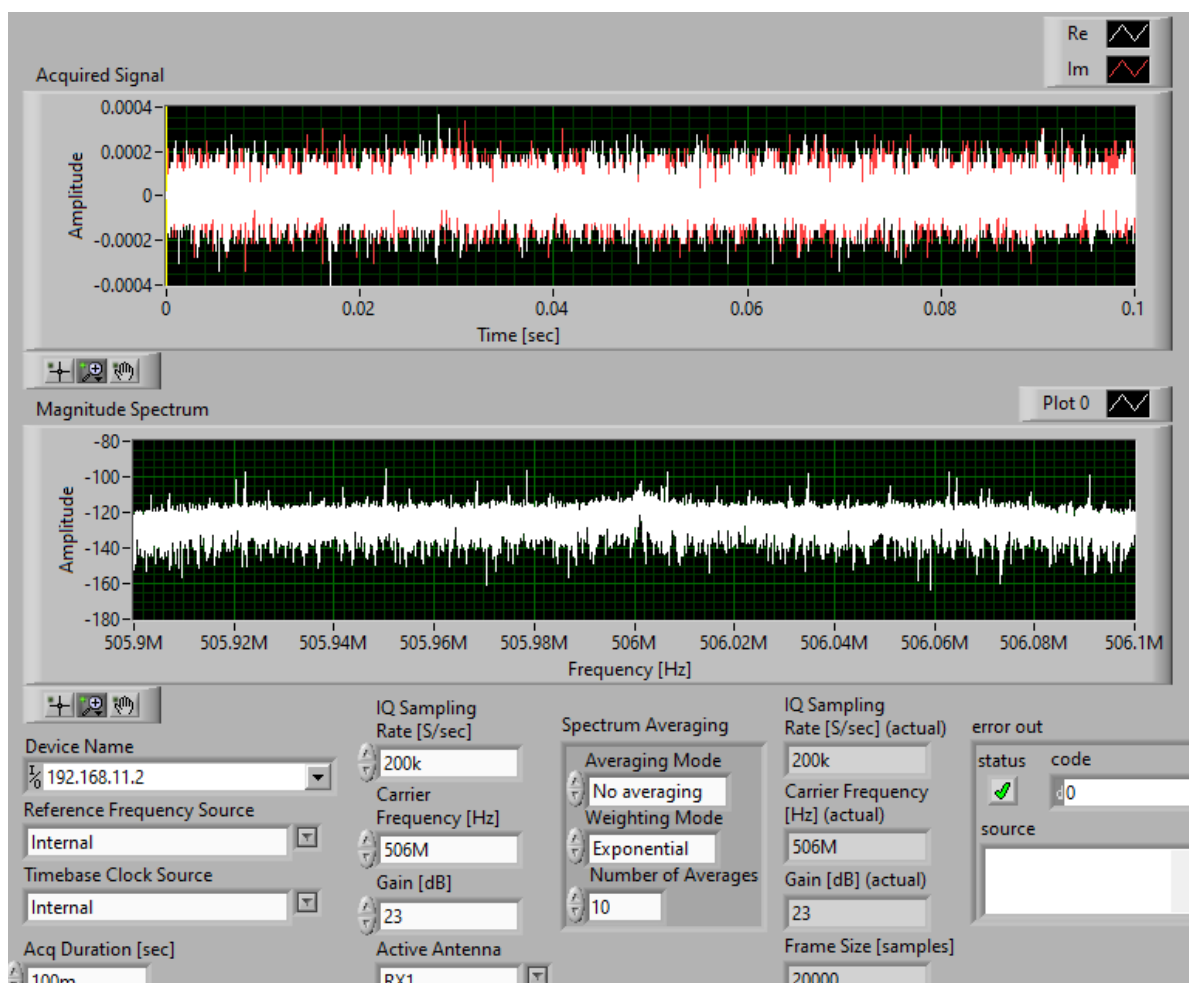 Re
Im
Acquired Signal
0.0004
0.0002
0
-0.0002
-0.0004
Amplitude
0 0.02 0.04 0.06 0.08 0.1
Time [sec]
Magnitude Spectrum
Plot 0
-80
-100
-120
-140
-160
-180
Amplitude
505.9M 505.92M 505.94M 505.96M 505.98M 506M 506.02M 506.04M 506.06M 506.08M 506.1M
Frequency [Hz]
Device Name
I/0 192.168.11.2
Reference Frequency Source
Internal
Timebase Clock Source
Internal
Acq Duration [sec]
100m
IQ Sampling
Rate [S/sec]
200k
Carrier
Frequency [Hz]
506M
Gain [dB]
23
Active Antenna
RX1
Spectrum Averaging
Averaging Mode
No averaging
Weighting Mode
Exponential
Number of Averages
10
IQ Sampling
Rate [S/sec] (actual)
200k
Carrier Frequency
[Hz] (actual)
506M
Gain [dB] (actual)
23
Frame Size [samples]
20000
error out
status code
d0
source